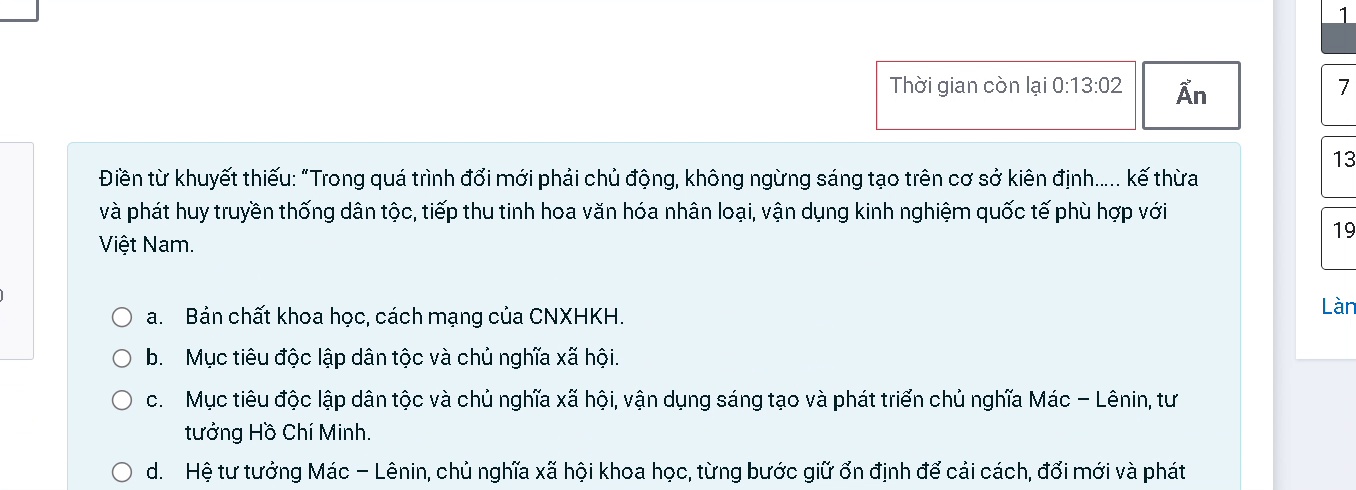 1
Thời gian còn lại 0:13:02
Ẩn
7
Điền từ khuyết thiếu: “Trong quá trình đổi mới phải chủ động, không ngừng sáng tạo trên cơ sở kiên định..... kế thừa
và phát huy truyền thống dân tộc, tiếp thu tinh hoa văn hóa nhân loại, vận dụng kinh nghiệm quốc tế phù hợp với
Việt Nam.
13
19
a. Bản chất khoa học, cách mạng của CNXHKH.
b. Mục tiêu độc lập dân tộc và chủ nghĩa xã hội.
c. Mục tiêu độc lập dân tộc và chủ nghĩa xã hội, vận dụng sáng tạo và phát triển chủ nghĩa Mác – Lênin, tư
tưởng Hồ Chí Minh.
d. Hệ tư tưởng Mác – Lênin, chủ nghĩa xã hội khoa học, từng bước giữ ổn định để cải cách, đổi mới và phát